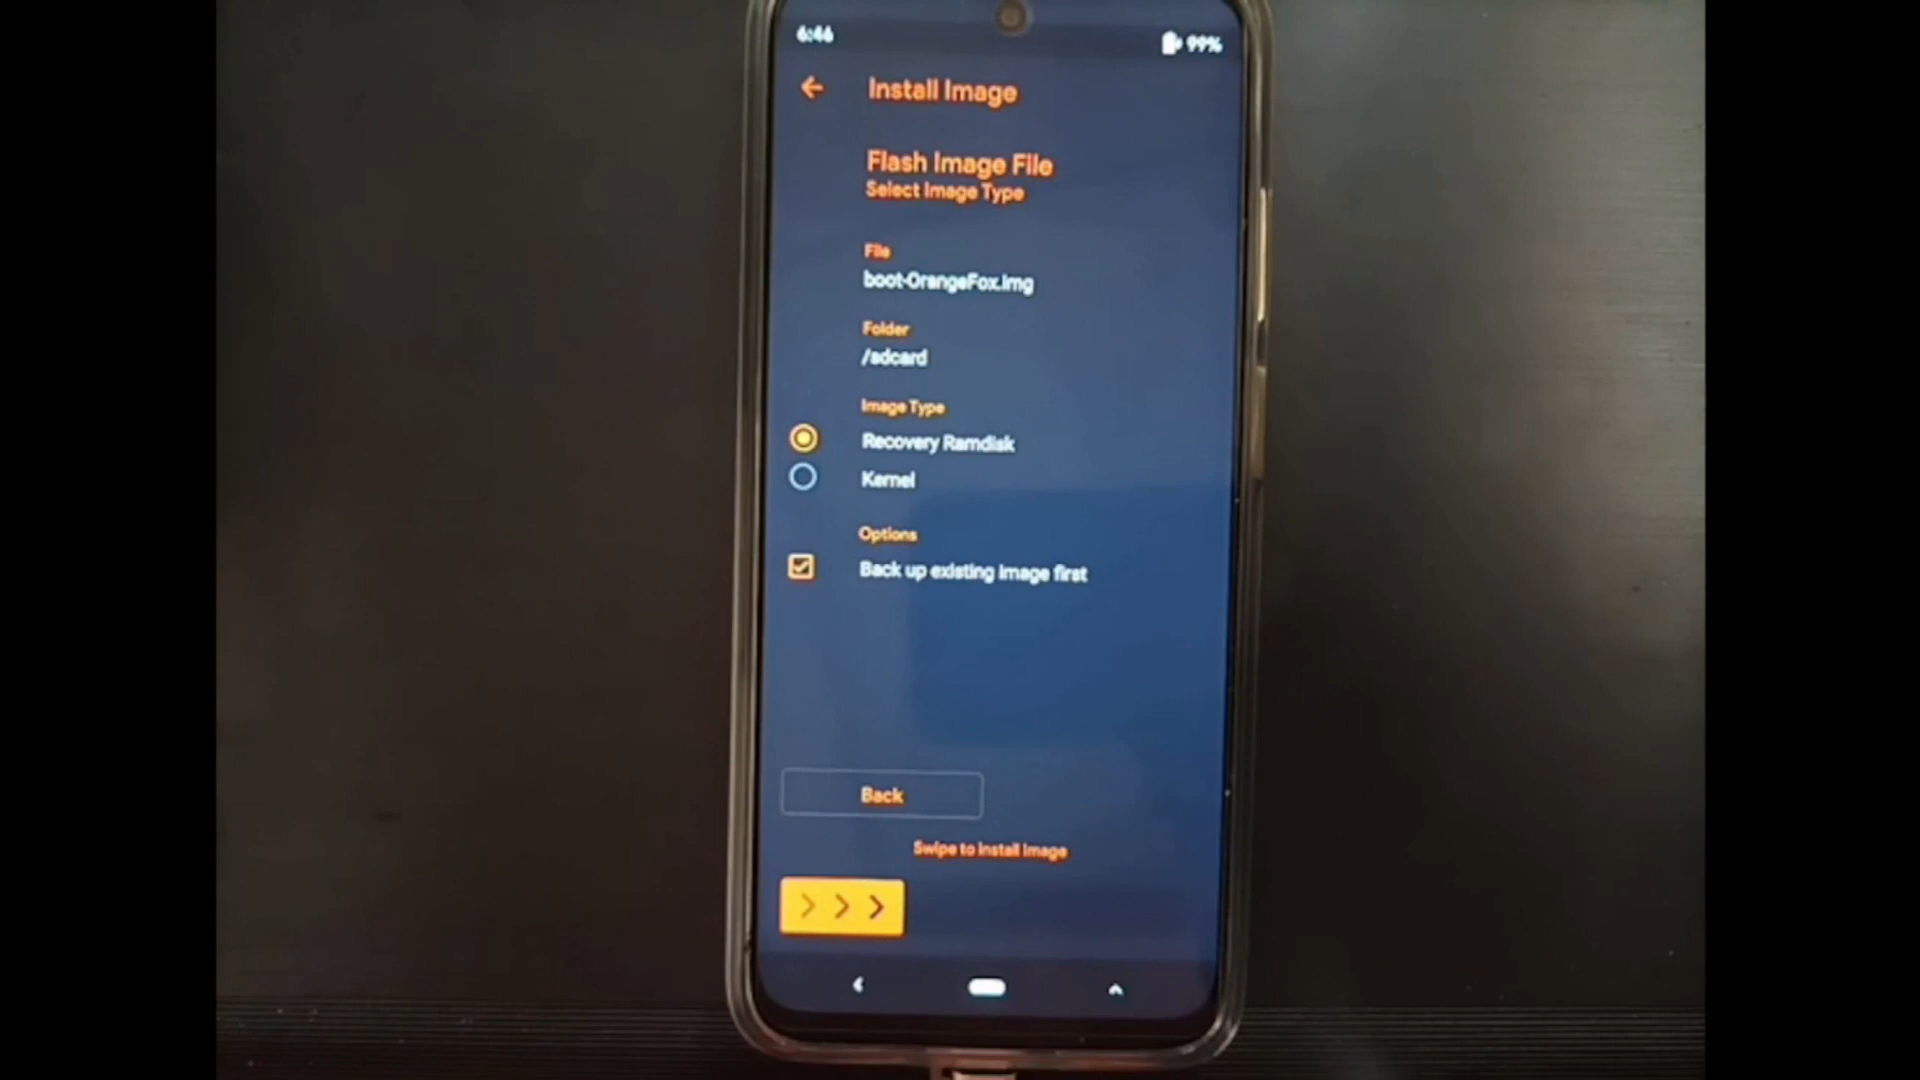 6:46
99%
Install Image
Flash Image File
Select Image Type
File
boot-OrangeFox.img
Folder
/sdcard
Image Type
Recovery Ramdisk
Kernel
Options
Back up existing image first
Back
Swipe to Install Image